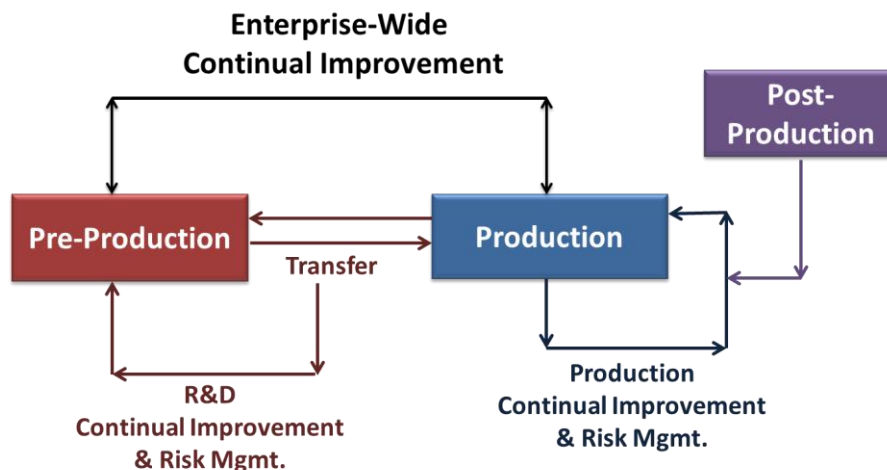 Enterprise-Wide
Continual Improvement
Post-
Production
Pre-Production
Production
Transfer
R&D
Continual Improvement
& Risk Mgmt.
Production
Continual Improvement
& Risk Mgmt.